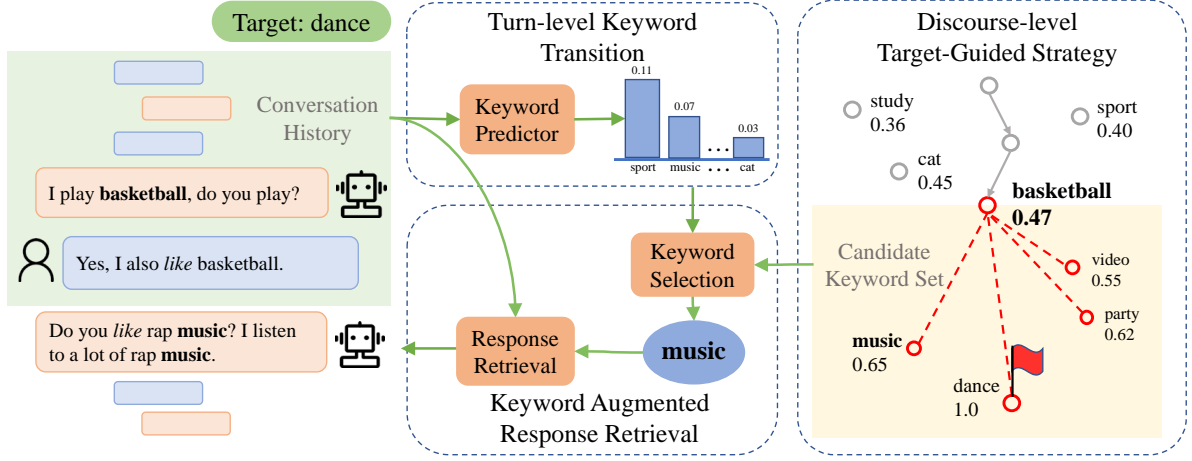 Target: dance
Conversation
History
I play basketball, do you play?
Yes, I also like basketball.
Do you like rap music? I listen
to a lot of rap music.
Turn-level Keyword
Transition
Keyword
Predictor
0.11
0.07
0.03
... 
sport
music
...
cat
Keyword
Selection
music
Response
Retrieval
Keyword Augmented
Response Retrieval
Discourse-level
Target-Guided Strategy
study
0.36
sport
0.40
cat
0.45
basketball
0.47
Candidate
Keyword Set
video
0.55
party
0.62
music
0.65
dance
1.0